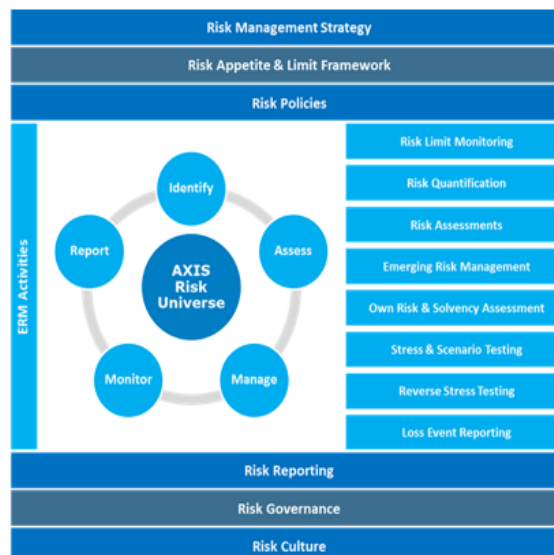 Risk Management Strategy
Risk Appetite & Limit Framework
Risk Policies
ERM Activities
Identify
Assess
Manage
Monitor
Report
AXIS
Risk
Universe
Risk Limit Monitoring
Risk Quantification
Risk Assessments
Emerging Risk Management
Own Risk & Solvency Assessment
Stress & Scenario Testing
Reverse Stress Testing
Loss Event Reporting
Risk Reporting
Risk Governance
Risk Culture